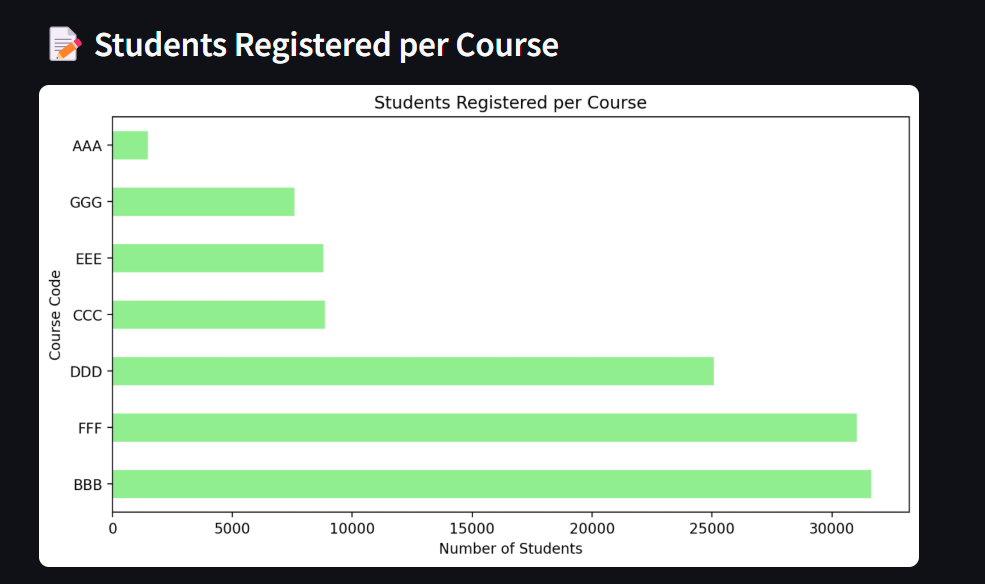 Students Registered per Course
Students Registered per Course
AAA
GGG
EEE
CCC
DDD
FFF
BBB
Course Code
0 5000 10000 15000 20000 25000 30000
Number of Students